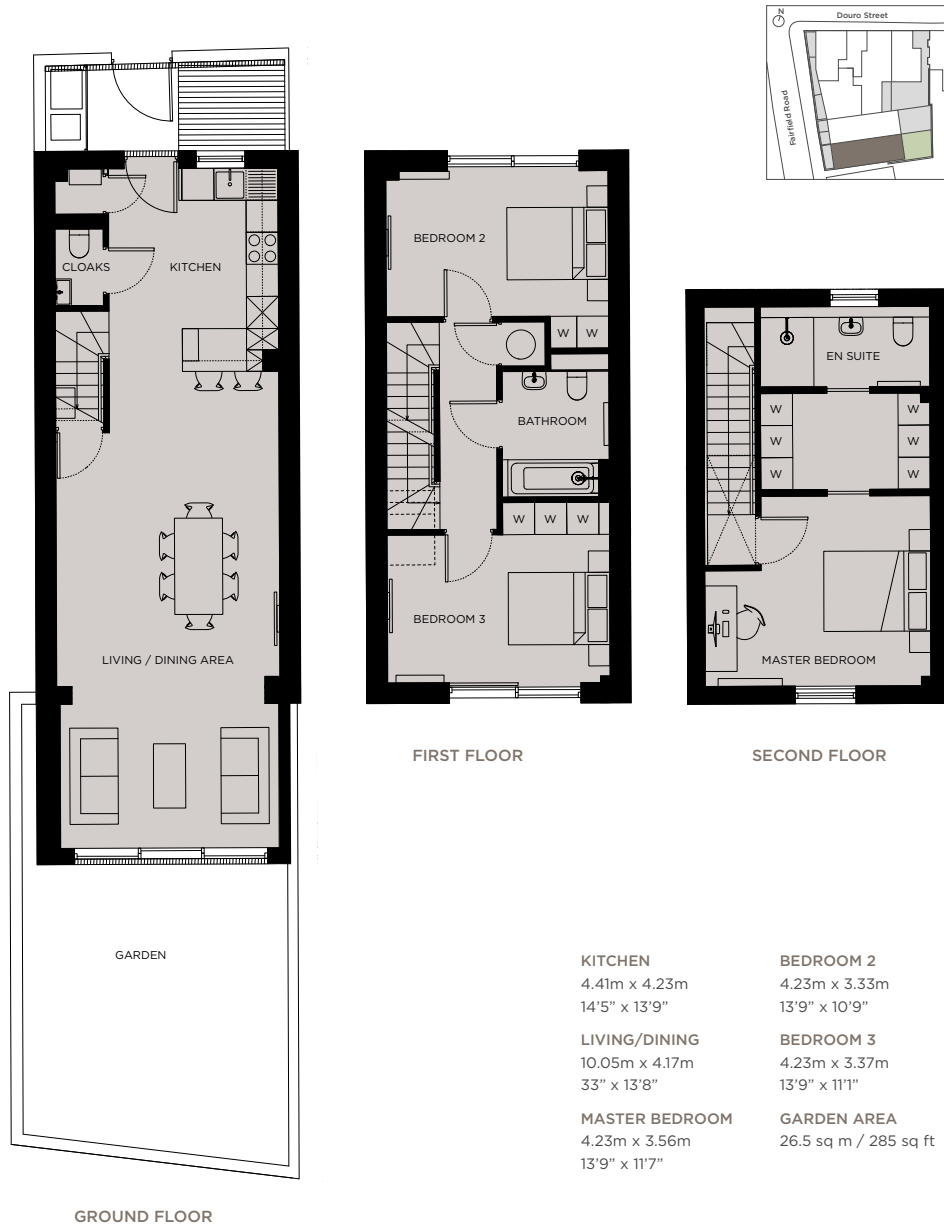 N
Douro Street
Fairfield Road
CLOAKS
KITCHEN
LIVING / DINING AREA
GARDEN
GROUND FLOOR
BEDROOM 2
W W
BATHROOM
W W W
BEDROOM 3
FIRST FLOOR
EN SUITE
W W
W W
W W
MASTER BEDROOM
SECOND FLOOR
KITCHEN
4.41m x 4.23m
14'5" x 13'9"
LIVING/DINING
10.05m x 4.17m
33" x 13'8"
MASTER BEDROOM
4.23m x 3.56m
13'9" x 11'7"
BEDROOM 2
4.23m x 3.33m
13'9" x 10'9"
BEDROOM 3
4.23m x 3.37m
13'9" x 11'1"
GARDEN AREA
26.5 sq m / 285 sq ft